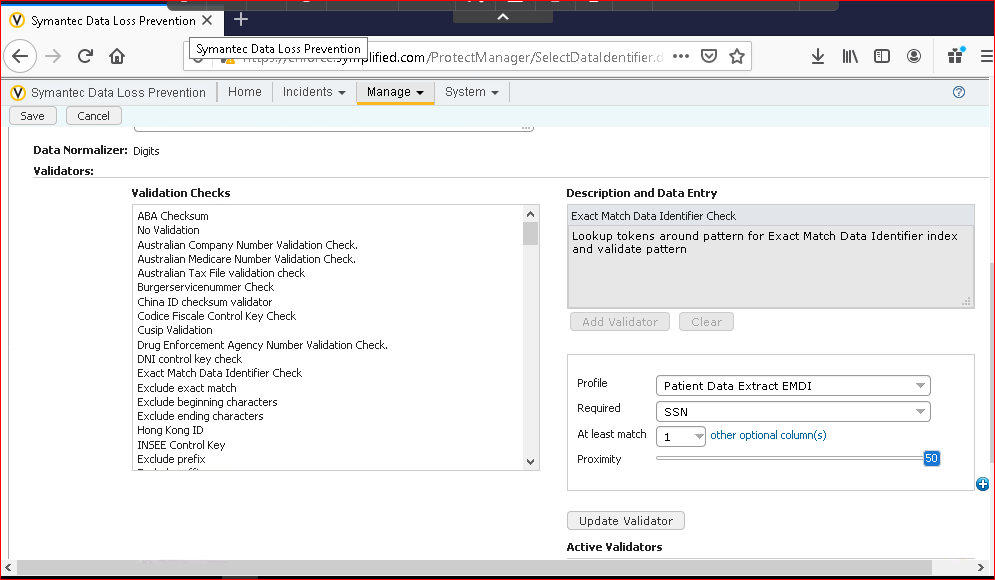 Symantec Data Loss Prevention
Symantec Data Loss Prevention
https://enforce.symplified.com/ProtectManager/SelectDataIdentifier.d
Symantec Data Loss Prevention
Home
Incidents
Manage
System
Save
Cancel
Data Normalizer: Digits
Validators:
Validation Checks
ABA Checksum
No Validation
Australian Company Number Validation Check.
Australian Medicare Number Validation Check.
Australian Tax File validation check
Burgerservicenummer Check
China ID checksum validator
Codice Fiscale Control Key Check
Cusip Validation
Drug Enforcement Agency Number Validation Check.
DNI control key check
Exact Match Data Identifier Check
Exclude exact match
Exclude beginning characters
Exclude ending characters
Hong Kong ID
INSEE Control Key
Exclude prefix
Description and Data Entry
Exact Match Data Identifier Check
Lookup tokens around pattern for Exact Match Data Identifier index
and validate pattern
Add Validator
Clear
Profile Patient Data Extract EMDI
Required SSN
At least match 1 other optional column(s)
Proximity 50
Update Validator
Active Validators